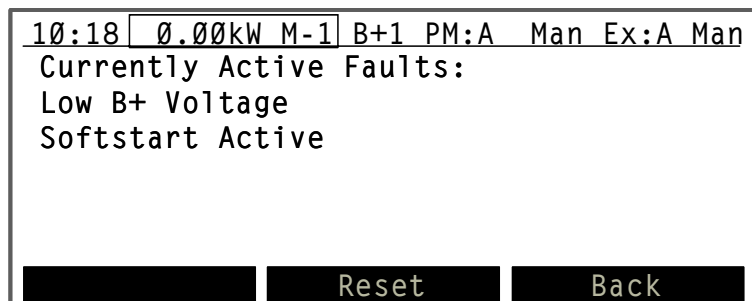 10:18 0.00kW M-1 B+1 PM:A Man Ex:A Man
Currently Active Faults:
Low B+ Voltage
Softstart Active
Reset Back